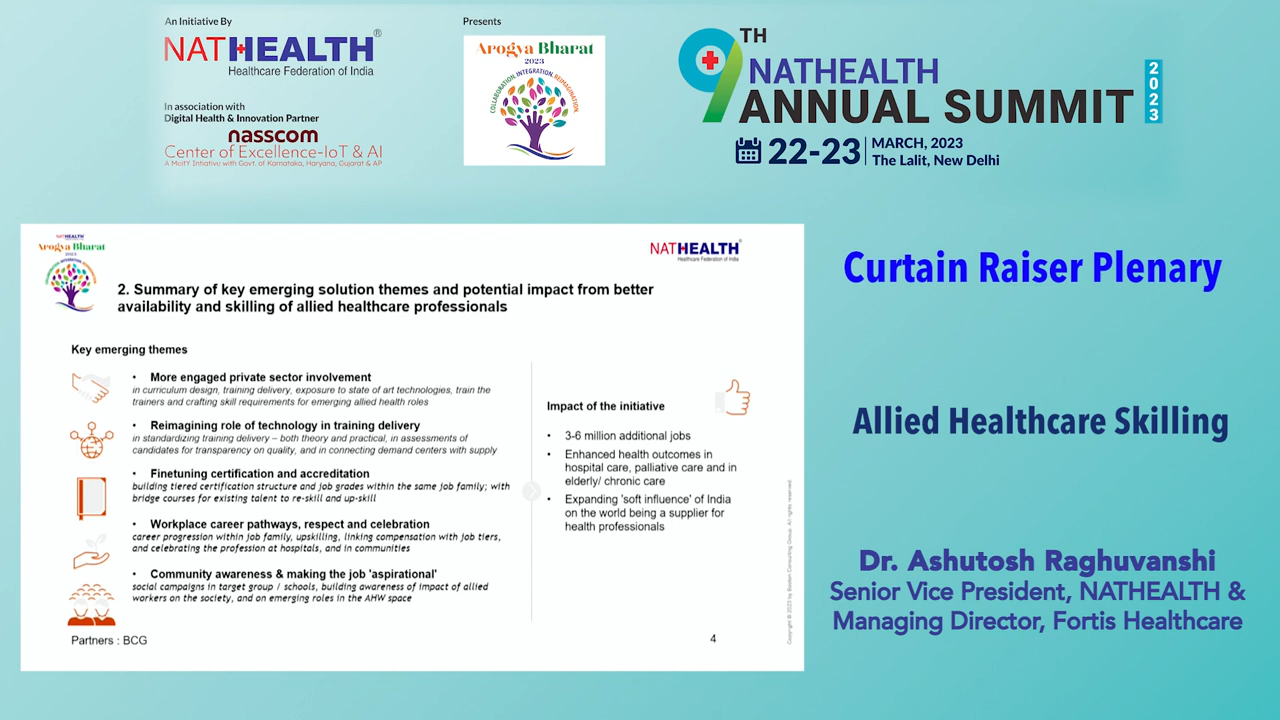 An Initiative By
NATHEALTH®
Healthcare Federation of India
In association with
Digital Health & Innovation Partner
nasscom
Center of Excellence-IoT & AI
A MeitY Initiative with Govt. of Karnataka, Haryana, Gujarat & AP
Presents
Arogya Bharat
2023
COLLABORATION. INTEGRATION. REIMAGINATION
9TH
NATHEALTH
ANNUAL SUMMIT
2023
22-23
MARCH, 2023
The Lalit, New Delhi
NATHEALTH
Arogya Bharat
2023
NATHEALTH
Healthcare Federation of India
2. Summary of key emerging solution themes and potential impact from better
availability and skilling of allied healthcare professionals
Key emerging themes
• More engaged private sector involvement
in curriculum design, training delivery, exposure to state of art technologies, train the
trainers and crafting skill requirements for emerging allied health roles
• Reimagining role of technology in training delivery
in standardizing training delivery – both theory and practical, in assessments of
candidates for transparency on quality, and in connecting demand centers with supply
• Finetuning certification and accreditation
building tiered certification structure and job grades within the same job family; with
bridge courses for existing talent to re-skill and up-skill
• Workplace career pathways, respect and celebration
career progression within job family, upskilling, linking compensation with job tiers,
and celebrating the profession at hospitals, and in communities
• Community awareness & making the job 'aspirational'
social campaigns in target group / schools, building awareness of impact of allied
workers on the society, and on emerging roles in the AHW space
Impact of the initiative
• 3-6 million additional jobs
• Enhanced health outcomes in
hospital care, palliative care and in
elderly/ chronic care
• Expanding 'soft influence' of India
on the world being a supplier for
health professionals
Partners : BCG
4
Copyright © 2023 by Boston Consulting Group. All rights reserved.
Curtain Raiser Plenary
Allied Healthcare Skilling
Dr. Ashutosh Raghuvanshi
Senior Vice President, NATHEALTH &
Managing Director, Fortis Healthcare